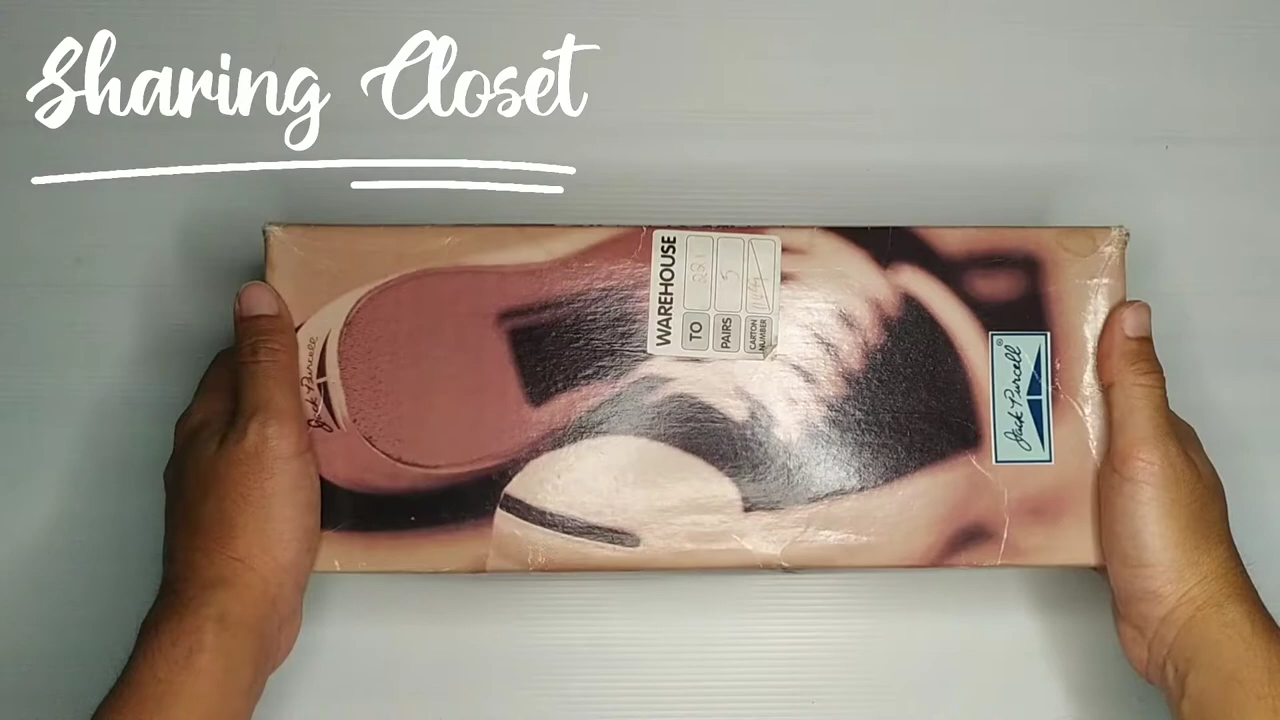 Sharing Closet
WAREHOUSE
TO
PAIRS 5
CARTON
NUMBER
Jack Purcell
Jack Purcell ®